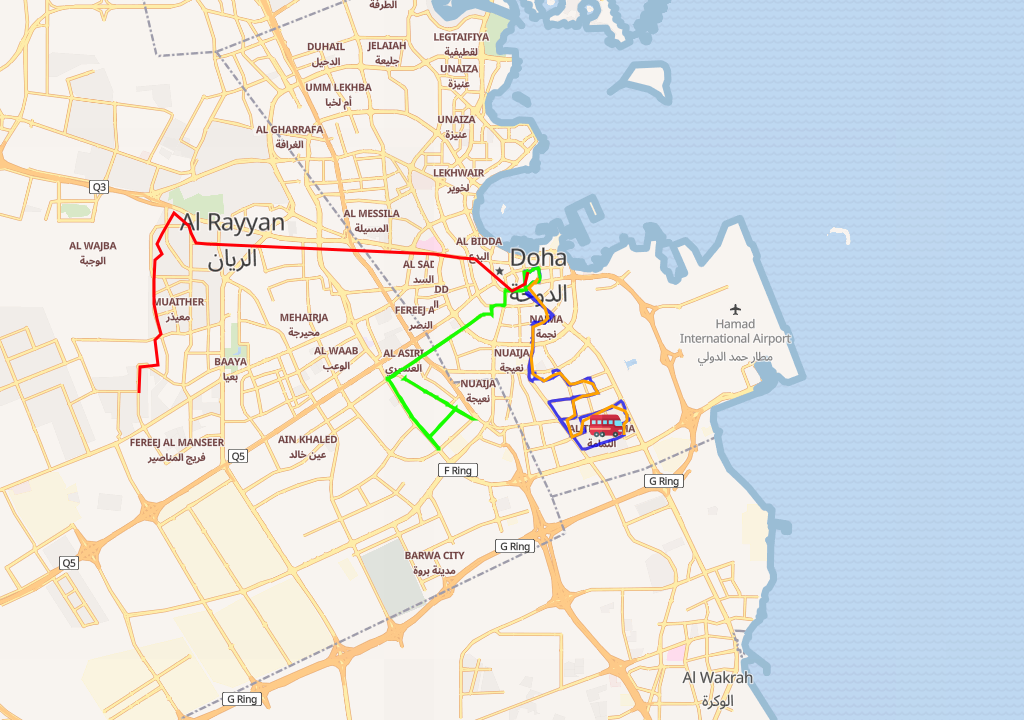 الطرفة
LEGTAIFIYA
لقطيفية
DUHAIL
الدحيل
JELAIAH
جليعة
UNAIZA
عنيزة
UMM LEKHBA
أم لخبا
UNAIZA
عنيزة
AL GHARRAFA
الغرافة
LEKHWAIR
لخوير
Q3
AL MESSILA
المسيلة
Al Rayyan
الريان
AL WAJBA
الوجبة
AL BIDDA
البدع
Doha
الدوحة
AL SAD
السد
DD
ال
MUAITHER
معيذر
MEHAIRJA
محيرجة
FEREEJ A
النصر
NAJMA
نجمة
Hamad
International Airport
مطار حمد الدولي
AL WAAB
الوعب
BAAYA
بعيا
AL ASIRI
العسيري
NUAIJA
نعيجة
NUAIJA
نعيجة
AL
MA
الثمامة
FEREEJ AL MANSEER
فريج المناصير
AIN KHALED
عين خالد
Q5
F Ring
G Ring
G Ring
Q5
BARWA CITY
مدينة بروة
Al Wakrah
الوكرة
G Ring